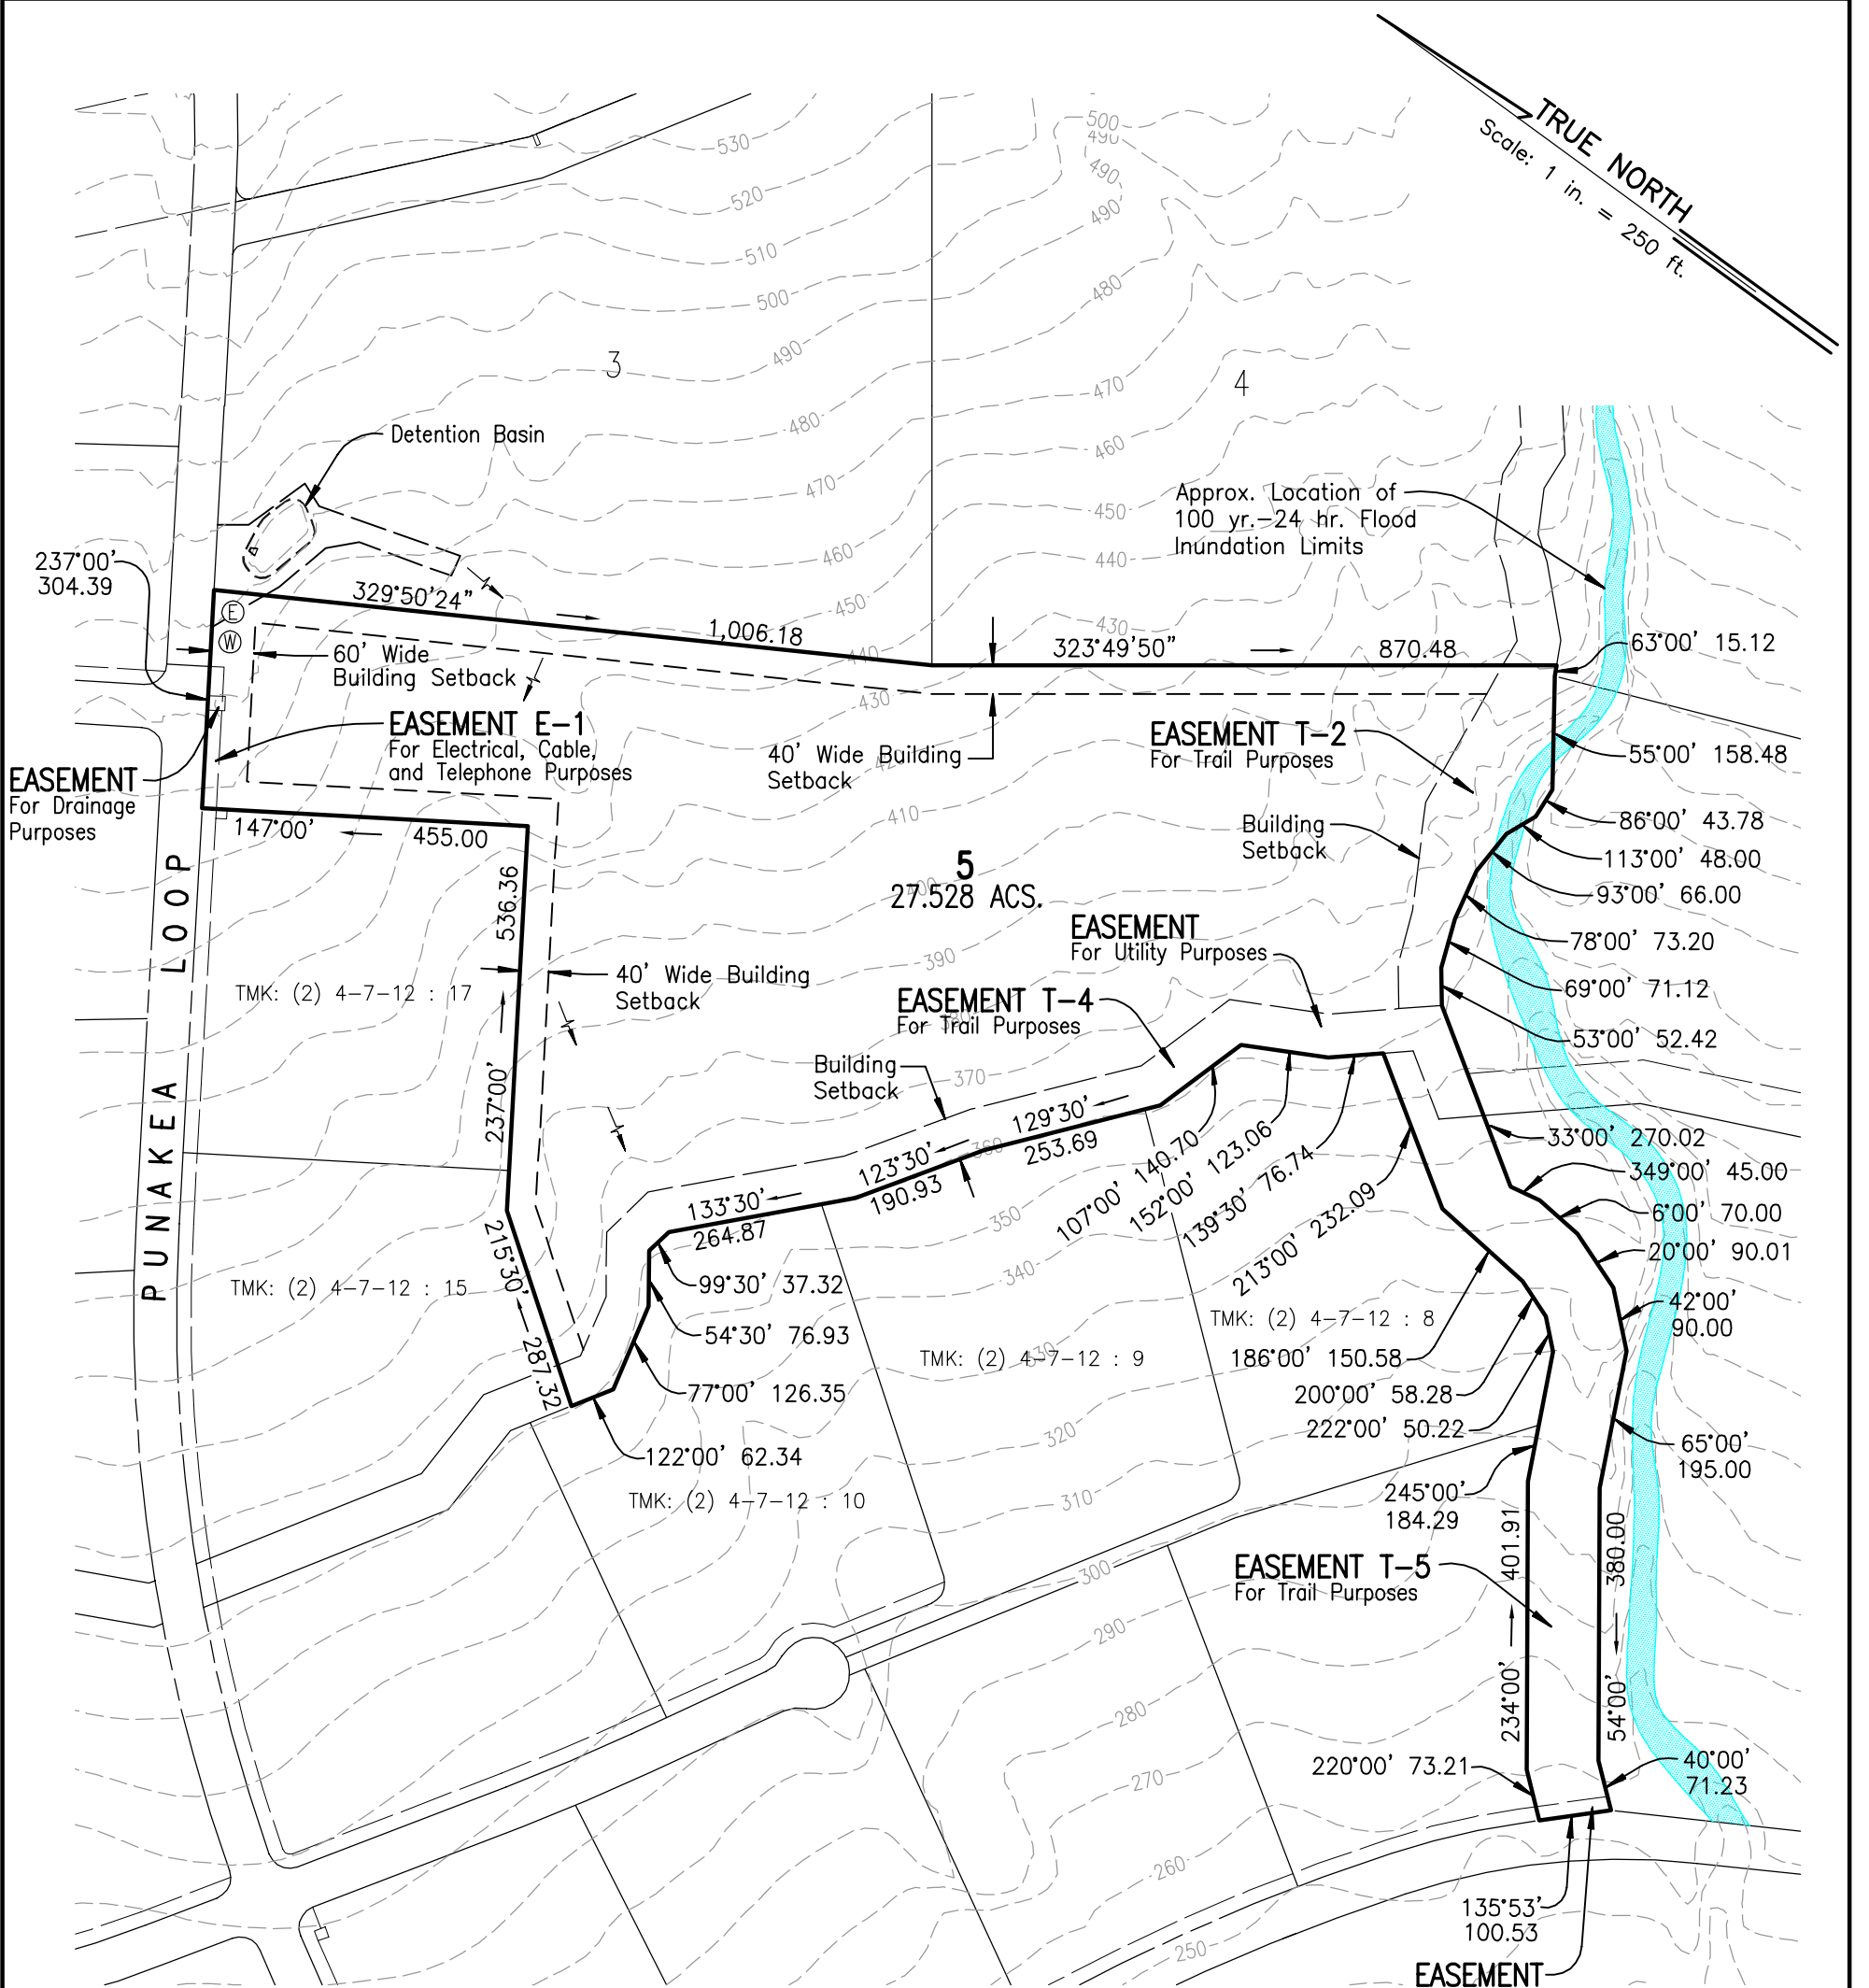 TRUE NORTH
Scale: 1 in. = 250 ft.
500
490
530
490
520
490
510
480
500
3
490
4
470
480
Detention Basin
460
470
Approx. Location of
100 yr.–24 hr. Flood
Inundation Limits
450
460
440
237°00'
304.39
329°50'24"
450
E
W
1,006.18
430
440
323°49'50"
870.48
63°00' 15.12
60' Wide
Building Setback
430
EASEMENT E–1
For Electrical, Cable,
and Telephone Purposes
40' Wide Building
Setback
420
EASEMENT T–2
For Trail Purposes
55°00' 158.48
EASEMENT
For Drainage
Purposes
147°00'
455.00
410
Building
Setback
86°00' 43.78
113°00' 48.00
5
27.528 ACS.
400
93°00' 66.00
536.36
237°00'
EASEMENT
For Utility Purposes
78°00' 73.20
390
40' Wide Building
Setback
TMK: (2) 4–7–12 : 17
69°00' 71.12
EASEMENT T–4
For Trail Purposes
380
53°00' 52.42
PUNAKEA LOOP
Building
Setback
370
129°30'
253.69
360
123°30'
190.93
133°30'
264.87
350
107°00' 140.70
152°00' 123.06
139°30' 76.74
213°00' 232.09
33°00' 270.02
349°00' 45.00
6°00' 70.00
20°00' 90.01
215°30'
287.32
TMK: (2) 4–7–12 : 15
99°30' 37.32
340
54°30' 76.93
TMK: (2) 4–7–12 : 8
42°00'
90.00
330
TMK: (2) 4–7–12 : 9
186°00' 150.58
77°00' 126.35
200°00' 58.28
222°00' 50.22
320
122°00' 62.34
65°00'
195.00
TMK: (2) 4–7–12 : 10
310
245°00'
184.29
234°00'
401.91
54°00'
380.00
300
EASEMENT T–5
For Trail Purposes
290
280
270
220°00' 73.21
40°00'
71.23
260
135°53'
100.53
250
EASEMENT